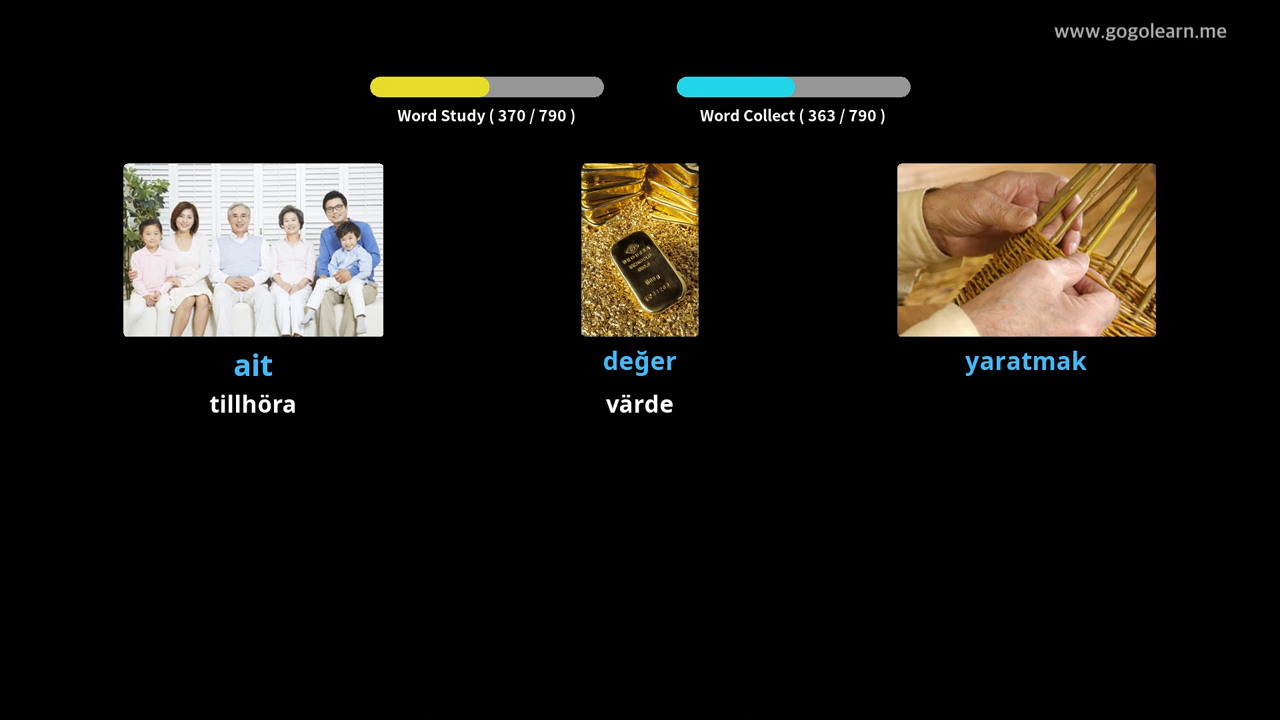 www.gogolearn.me
Word Study ( 370 / 790 )
Word Collect ( 363 / 790 )
ait
değer
yaratmak
tillhöra
värde